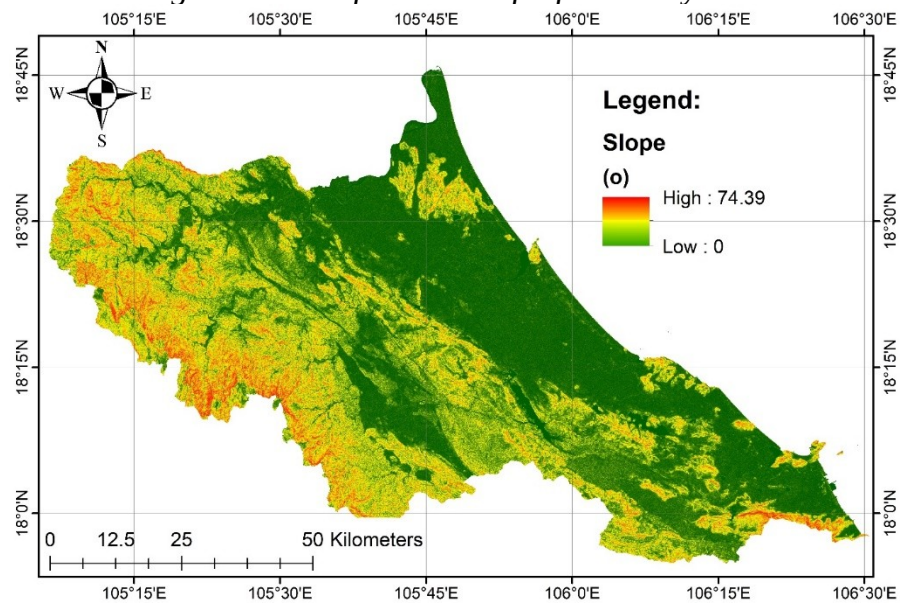 105°15'E 105°30'E 105°45'E 106°0'E 106°15'E 106°30'E
18°45'N 18°45'N
N
W E
S
Legend:
Slope
(o)
High : 74.39
Low : 0
18°30'N 18°30'N
18°15'N 18°15'N
18°0'N 18°0'N
0 12.5 25 50 Kilometers
105°15'E 105°30'E 105°45'E 106°0'E 106°15'E 106°30'E